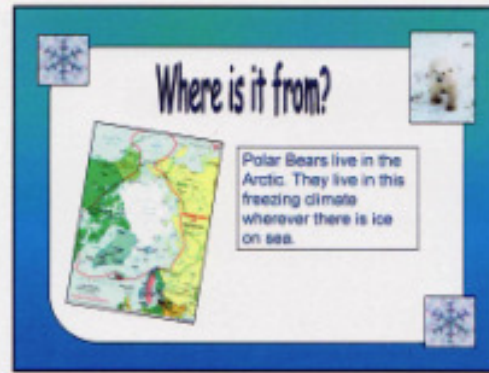 Where is it from?
Polar Bears live in the
Arctic. They live in this
freezing climate
wherever there is ice
on sea.